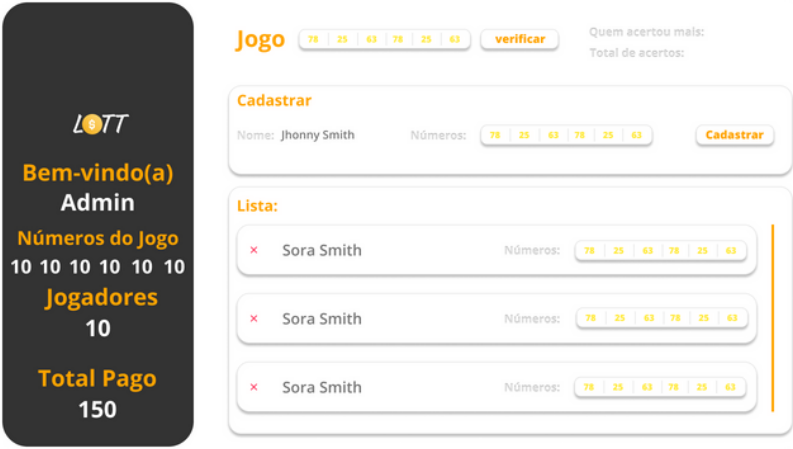 LOTT
Bem-vindo(a)
Admin
Números do Jogo
10 10 10 10 10 10
Jogadores
10
Total Pago
150
Jogo 78 25 63 78 25 63 verificar
Quem acertou mais:
Total de acertos:
Cadastrar
Nome: Jhonny Smith Números: 78 25 63 78 25 63 Cadastrar
Lista:
× Sora Smith Números: 78 25 63 78 25 63
× Sora Smith Números: 78 25 63 78 25 63
× Sora Smith Números: 78 25 63 78 25 63